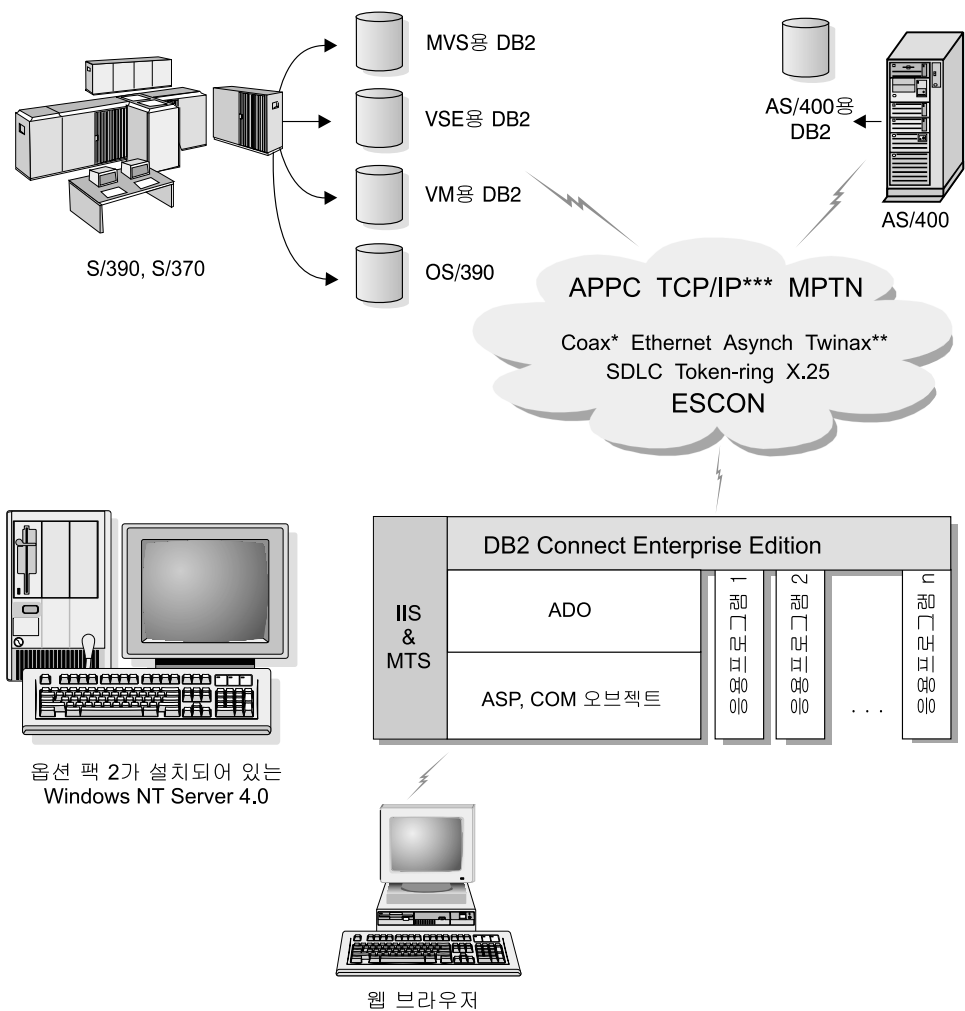 MVS용 DB2
VSE용 DB2
VM용 DB2
OS/390
S/390, S/370
AS/400용
DB2
AS/400
APPC TCP/IP*** MPTN
Coax* Ethernet Asynch Twinax**
SDLC Token-ring X.25
ESCON
DB2 Connect Enterprise Edition
IIS
&
MTS
ADO
ASP, COM 오브젝트
응용프로그램 1
응용프로그램 2
. . .
응용프로그램 n
옵션 팩 2가 설치되어 있는
Windows NT Server 4.0
웹 브라우저